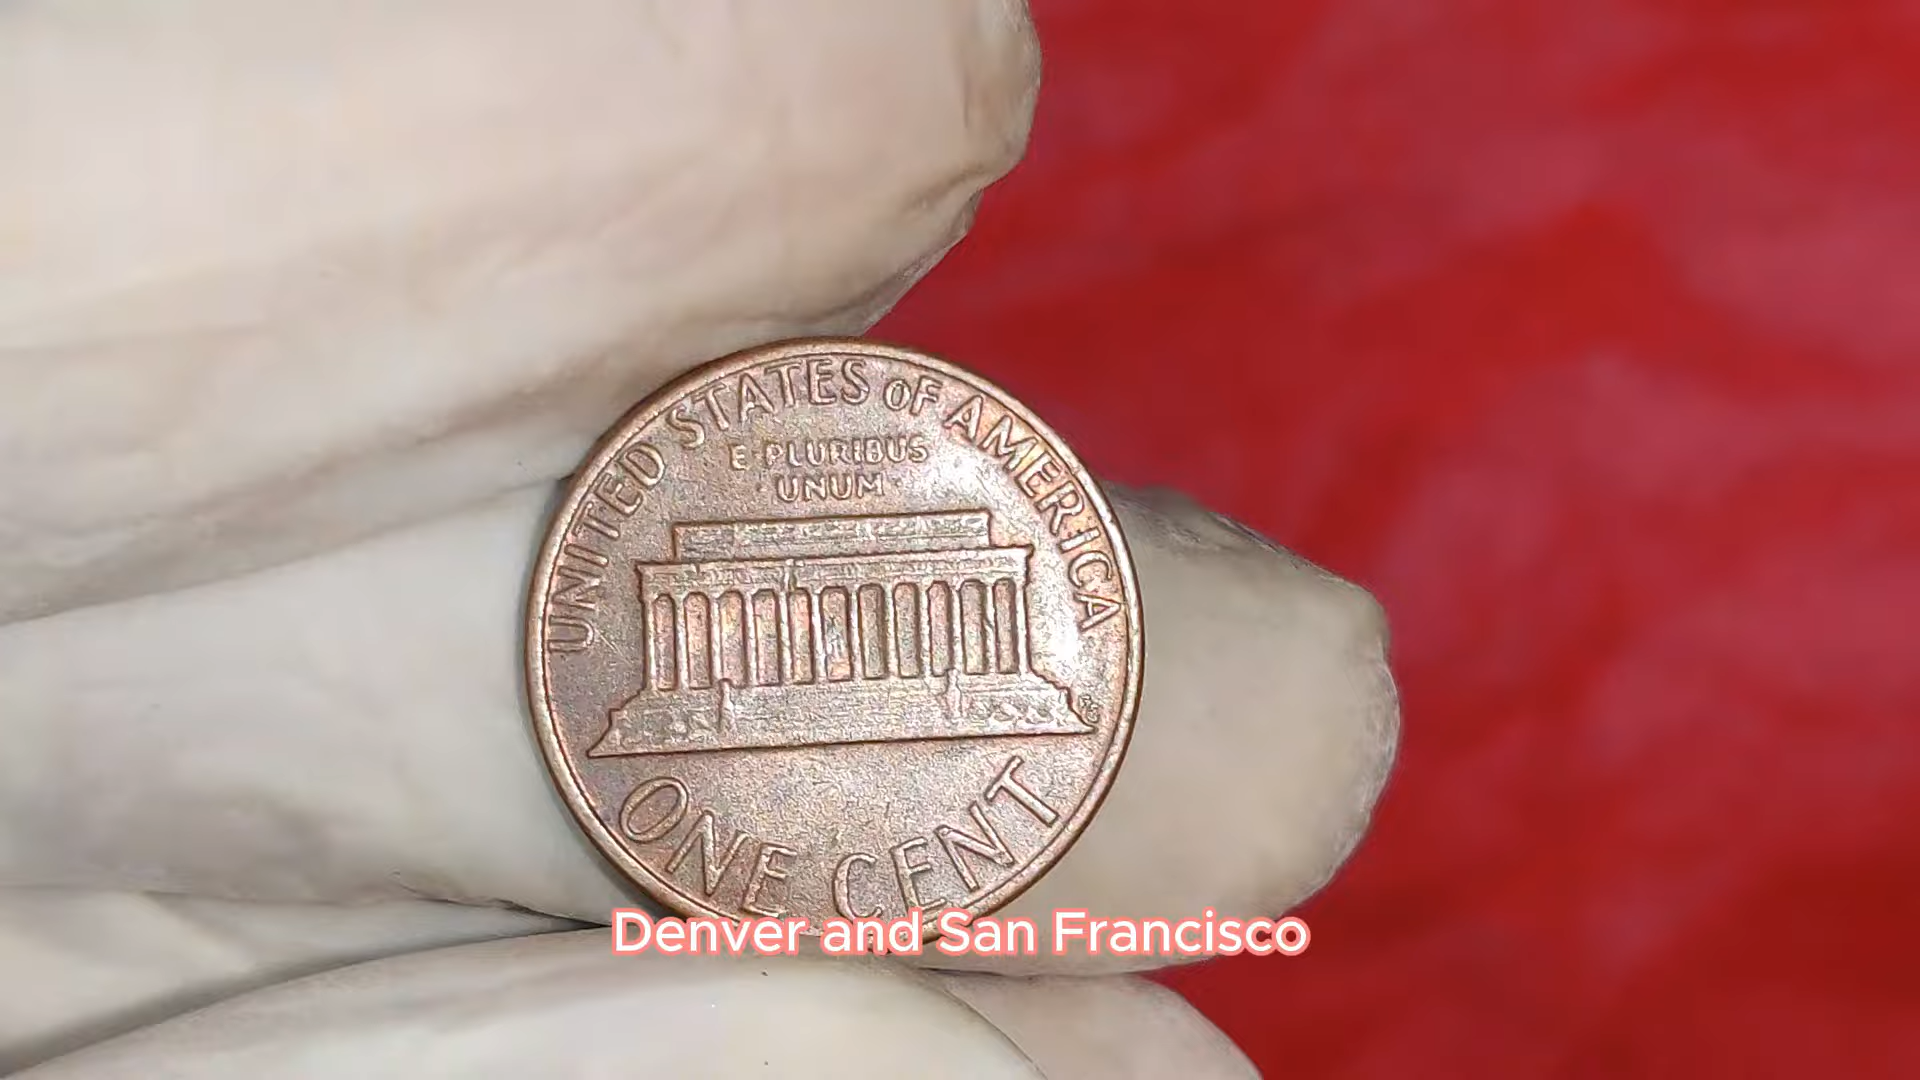 UNITED STATES OF AMERICA
E·PLURIBUS
·UNUM·
ONE CENT
Denver and San Francisco